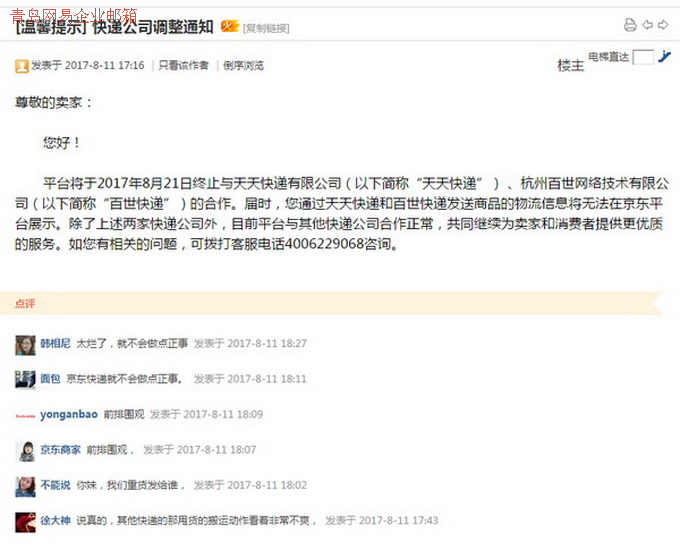 青岛网易企业邮箱
[温馨提示] 快递公司调整通知 [复制链接]
发表于 2017-8-11 17:16 | 只看该作者 | 倒序浏览 楼主 电梯直达
尊敬的卖家：
您好！
平台将于2017年8月21日终止与天天快递有限公司（以下简称“天天快递”）、杭州百世网络技术有限公
司（以下简称“百世快递”）的合作。届时，您通过天天快递和百世快递发送商品的物流信息将无法在京东平
台展示。除了上述两家快递公司外，目前平台与其他快递公司合作正常，共同继续为卖家和消费者提供更优质
的服务。如您有相关的问题，可拨打客服电话4006229068咨询。
点评
韩相尼 太烂了，就不会做点正事 发表于 2017-8-11 18:27
面包 京东快递就不会做点正事。 发表于 2017-8-11 18:11
yonganbao 前排围观 发表于 2017-8-11 18:09
京东商家 前排围观， 发表于 2017-8-11 18:07
不能说 你妹，我们重货发给谁， 发表于 2017-8-11 18:02
徐大神 说真的，其他快递的那甩货的搬运动作看着非常不爽， 发表于 2017-8-11 17:43